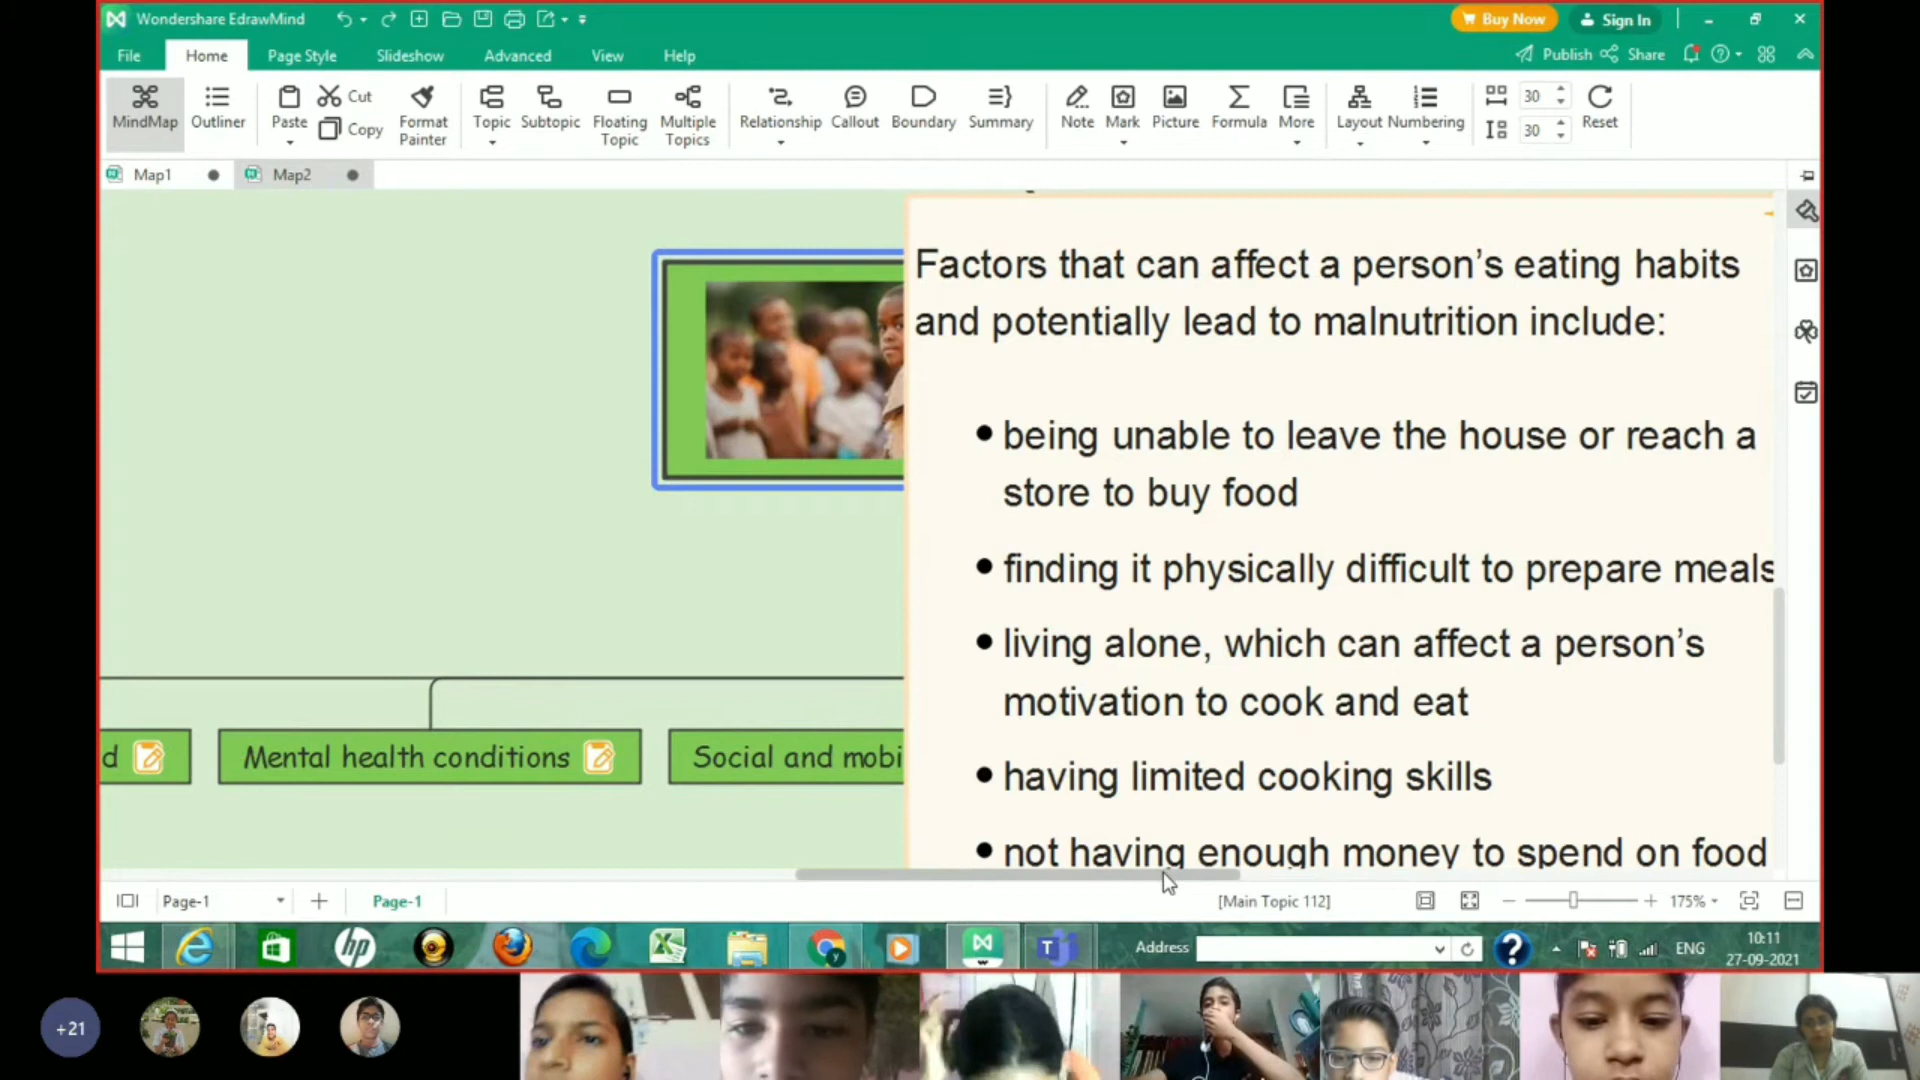 Wondershare EdrawMind
Buy Now
Sign In
File
Home
Page Style
Slideshow
Advanced
View
Help
Publish
Share
MindMap
Outliner
Paste
Cut
Copy
Format
Painter
Topic
Subtopic
Floating
Topic
Multiple
Topics
Relationship
Callout
Boundary
Summary
Note
Mark
Picture
Formula
More
Layout
Numbering
30
30
Reset
Map1
Map2
Factors that can affect a person's eating habits
and potentially lead to malnutrition include:
• being unable to leave the house or reach a
store to buy food
• finding it physically difficult to prepare meals
• living alone, which can affect a person's
motivation to cook and eat
• having limited cooking skills
• not having enough money to spend on food
d
Mental health conditions
Social and mobi
Page-1
Page-1
[Main Topic 112]
175%
Address
ENG
10:11
27-09-2021
+21